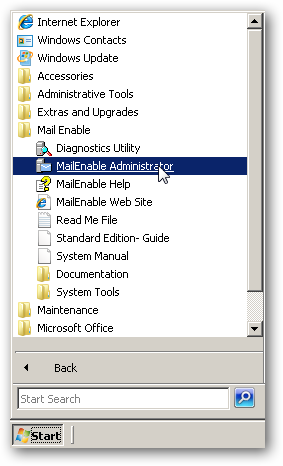 Internet Explorer
Windows Contacts
Windows Update
Accessories
Administrative Tools
Extras and Upgrades
Mail Enable
Diagnostics Utility
MailEnable Administrator
MailEnable Help
MailEnable Web Site
Read Me File
Standard Edition- Guide
System Manual
Documentation
System Tools
Maintenance
Microsoft Office
Back
Start Search
Start